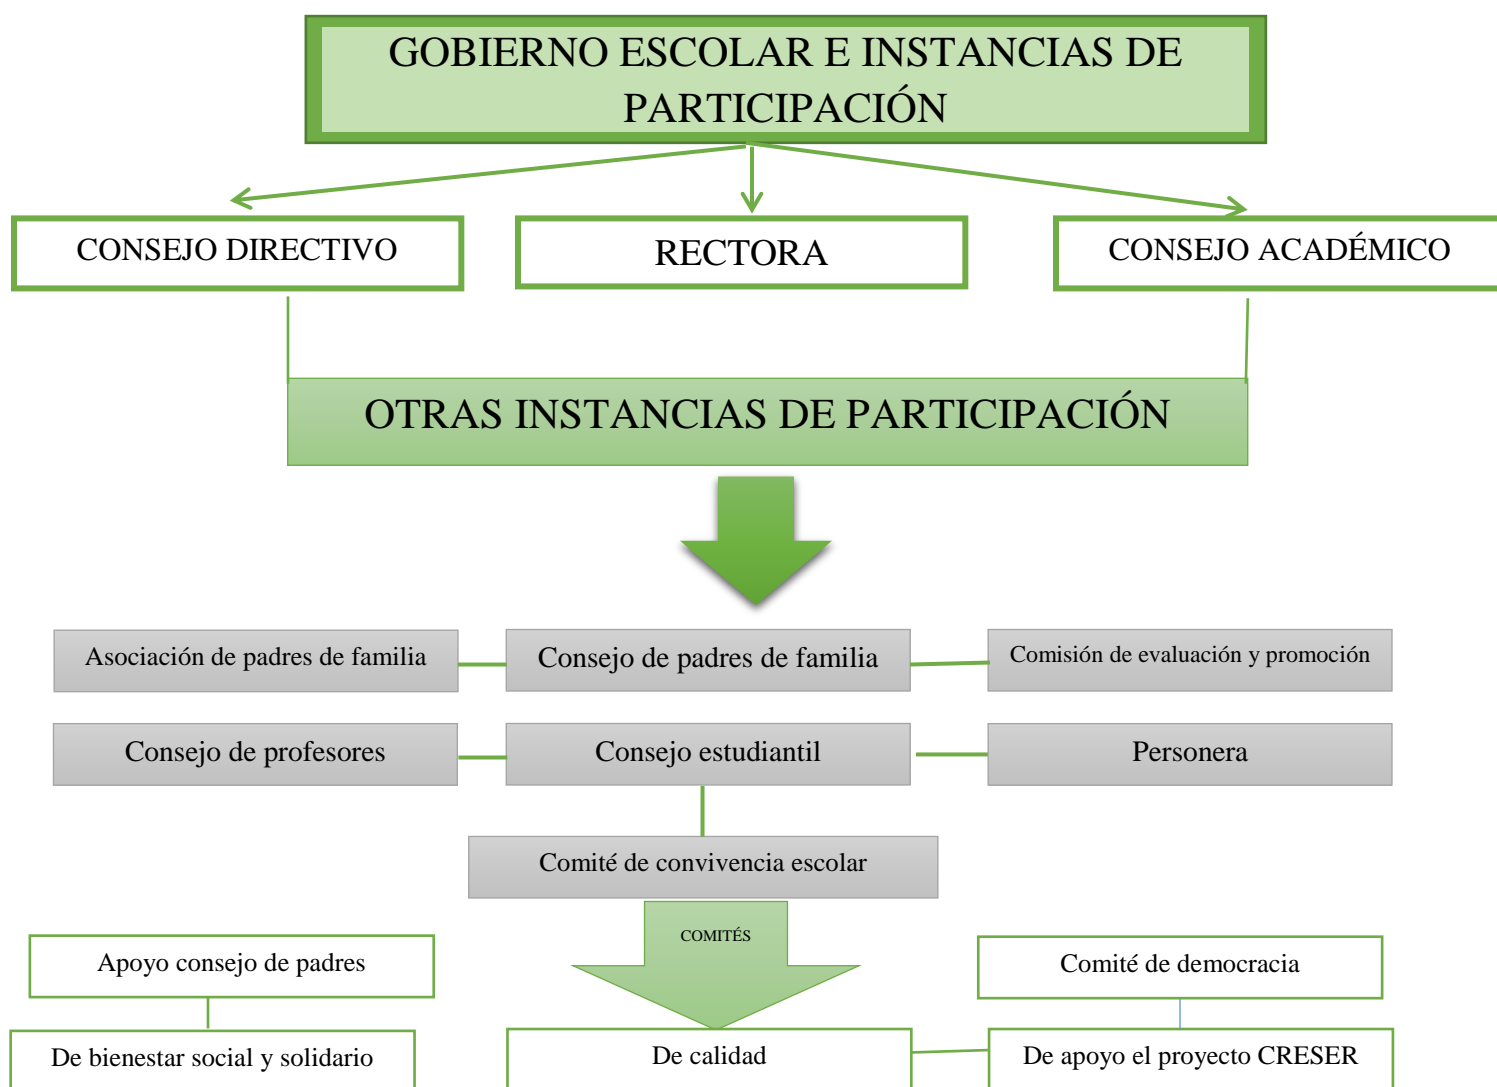 GOBIERNO ESCOLAR E INSTANCIAS DE
PARTICIPACIÓN
CONSEJO DIRECTIVO
RECTORA
CONSEJO ACADÉMICO
OTRAS INSTANCIAS DE PARTICIPACIÓN
Asociación de padres de familia
Consejo de padres de familia
Comisión de evaluación y promoción
Consejo de profesores
Consejo estudiantil
Personera
Comité de convivencia escolar
COMITÉS
Apoyo consejo de padres
Comité de democracia
De bienestar social y solidario
De calidad
De apoyo el proyecto CRESER